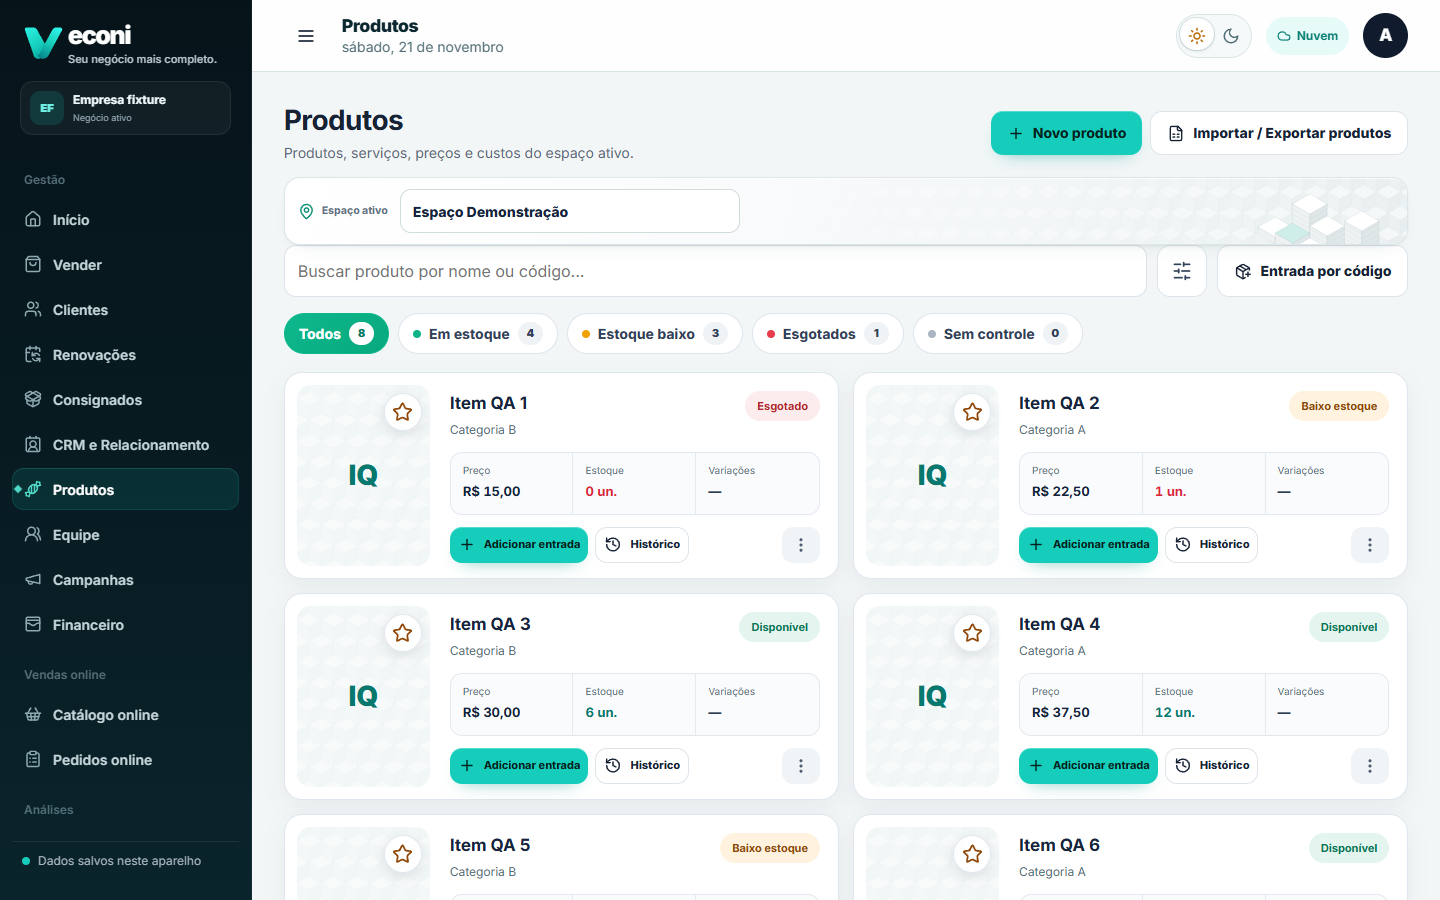 Veconi
Seu negócio mais completo.
EF
Empresa fixture
Negócio ativo
Gestão
Início
Vender
Clientes
Renovações
Consignados
CRM e Relacionamento
Produtos
Equipe
Campanhas
Financeiro
Vendas online
Catálogo online
Pedidos online
Análises
Dados salvos neste aparelho
Produtos
sábado, 21 de novembro
Nuvem
A
Produtos
Produtos, serviços, preços e custos do espaço ativo.
Novo produto
Importar / Exportar produtos
Espaço ativo
Espaço Demonstração
Buscar produto por nome ou código...
Entrada por código
Todos 8
Em estoque 4
Estoque baixo 3
Esgotados 1
Sem controle 0
IQ
Item QA 1
Esgotado
Categoria B
Preço Estoque Variações
R$ 15,00 0 un. —
Adicionar entrada
Histórico
IQ
Item QA 2
Baixo estoque
Categoria A
Preço Estoque Variações
R$ 22,50 1 un. —
Adicionar entrada
Histórico
IQ
Item QA 3
Disponível
Categoria B
Preço Estoque Variações
R$ 30,00 6 un. —
Adicionar entrada
Histórico
IQ
Item QA 4
Disponível
Categoria A
Preço Estoque Variações
R$ 37,50 12 un. —
Adicionar entrada
Histórico
Item QA 5
Baixo estoque
Categoria B
Item QA 6
Disponível
Categoria A